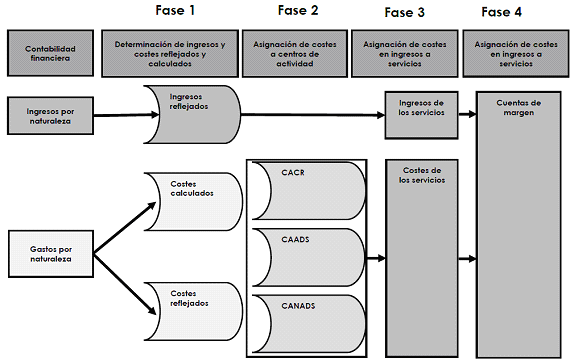 Fase 1
Fase 2
Fase 3
Fase 4
Contabilidad
financiera
Determinación de ingresos y
costes reflejados y
calculados
Asignación de costes
a centros de
actividad
Asignación de costes
en ingresos a
servicios
Asignación de costes
en ingresos a
servicios
Ingresos por
naturaleza
Ingresos
reflejados
Ingresos de
los servicios
Cuentas de
margen
Gastos por
naturaleza
Costes
calculados
Costes
reflejados
CACR
CAADS
CANADS
Costes de
los servicios